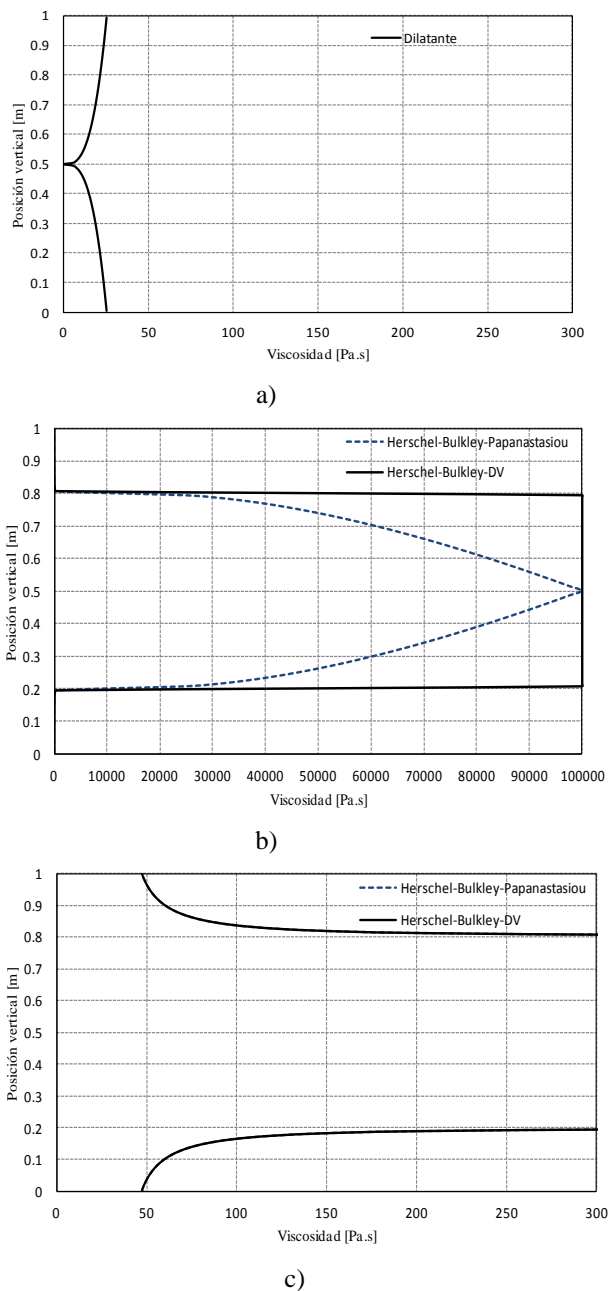 1
0.9
0.8
0.7
0.6
0.5
0.4
0.3
0.2
0.1
0
Posición vertical [m]
Dilatante
0 50 100 150 200 250 300
Viscosidad [Pa.s]
a)
1
0.9
0.8
0.7
0.6
0.5
0.4
0.3
0.2
0.1
0
Posición vertical [m]
Herschel-Bulkley-Papanastasiou
Herschel-Bulkley-DV
0 10000 20000 30000 40000 50000 60000 70000 80000 90000 100000
Viscosidad [Pa.s]
b)
1
0.9
0.8
0.7
0.6
0.5
0.4
0.3
0.2
0.1
0
Posición vertical [m]
Herschel-Bulkley-Papanastasiou
Herschel-Bulkley-DV
0 50 100 150 200 250 300
Viscosidad [Pa.s]
c)